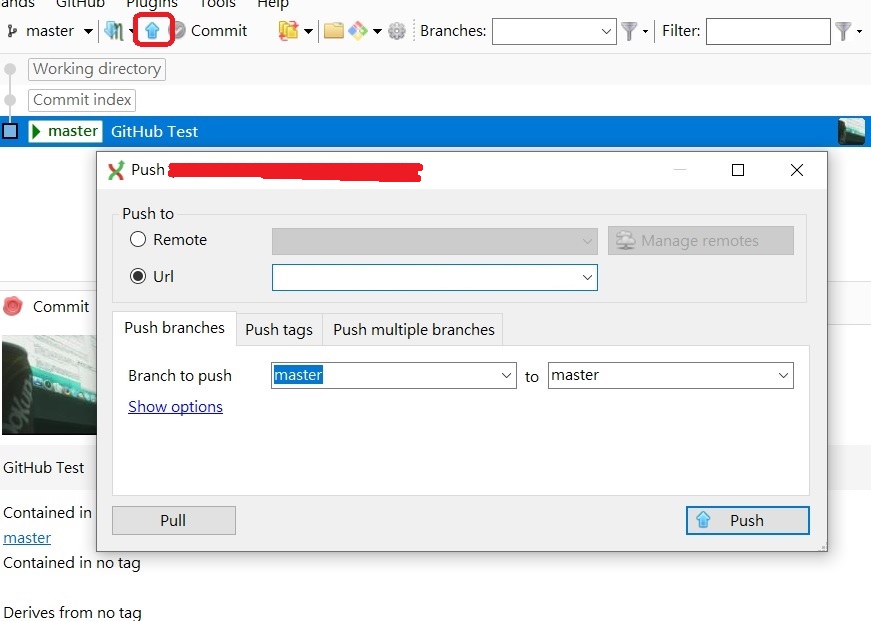 ands GitHub Plugins Tools Help
master Commit Branches: Filter:
Working directory
Commit index
master GitHub Test
Push
Push to
Remote Manage remotes
Url
Commit
Push branches Push tags Push multiple branches
Branch to push master to master
Show options
GitHub Test
Contained in
master
Pull Push
Contained in no tag
Derives from no tag